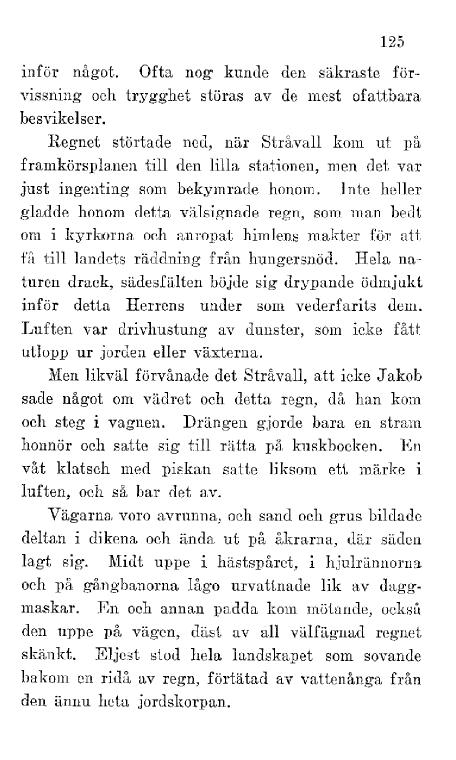 125
inför något. Ofta nog kunde den säkraste för-
vissning och trygghet störas av de mest ofattbara
besvikelser.
Regnet störtade ned, när Stråvall kom ut på
framkörsplanen till den lilla stationen, men det var
just ingenting som bekymrade honom. Inte heller
gladde honom detta välsignade regn, som man bedt
om i kyrkorna och anropat himlens makter för att
få till landets räddning från hungersnöd. Hela na-
turen drack, sädesfälten böjde sig drypande ödmjukt
inför detta Herrens under som vederfarits dem.
Luften var drivhustung av dunster, som icke fått
utlopp ur jorden eller växterna.
Men likväl förvånade det Stråvall, att icke Jakob
sade något om vädret och detta regn, då han kom
och steg i vagnen. Drängen gjorde bara en stram
honnör och satte sig till rätta på kuskbocken. En
våt klatsch med piskan satte liksom ett märke i
luften, och så bar det av.
Vägarna voro avrunna, och sand och grus bildade
deltan i dikena och ända ut på åkrarna, där säden
lagt sig. Midt uppe i hästspåret, i hjulrännorna
och på gångbanorna lågo urvattnade lik av dagg-
maskar. En och annan padda kom mötande, också
den uppe på vägen, däst av all välfägnad regnet
skänkt. Eljest stod hela landskapet som sovande
bakom en ridå av regn, förtätad av vattenånga från
den ännu heta jordskorpan.